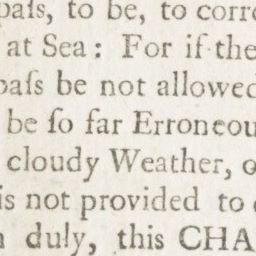 paſs, to be, to corre
at Sea: For if the
paſs be not allowed
be ſo far Erroneou
cloudy Weather, o
is not provided to
duly, this CHA